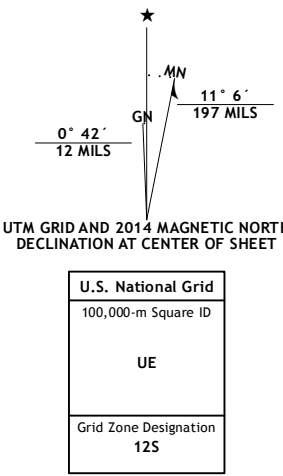 ★
MN
11° 6´
197 MILS
GN
0° 42´
12 MILS
UTM GRID AND 2014 MAGNETIC NORTH
DECLINATION AT CENTER OF SHEET
U.S. National Grid
100,000-m Square ID
UE
Grid Zone Designation
12S